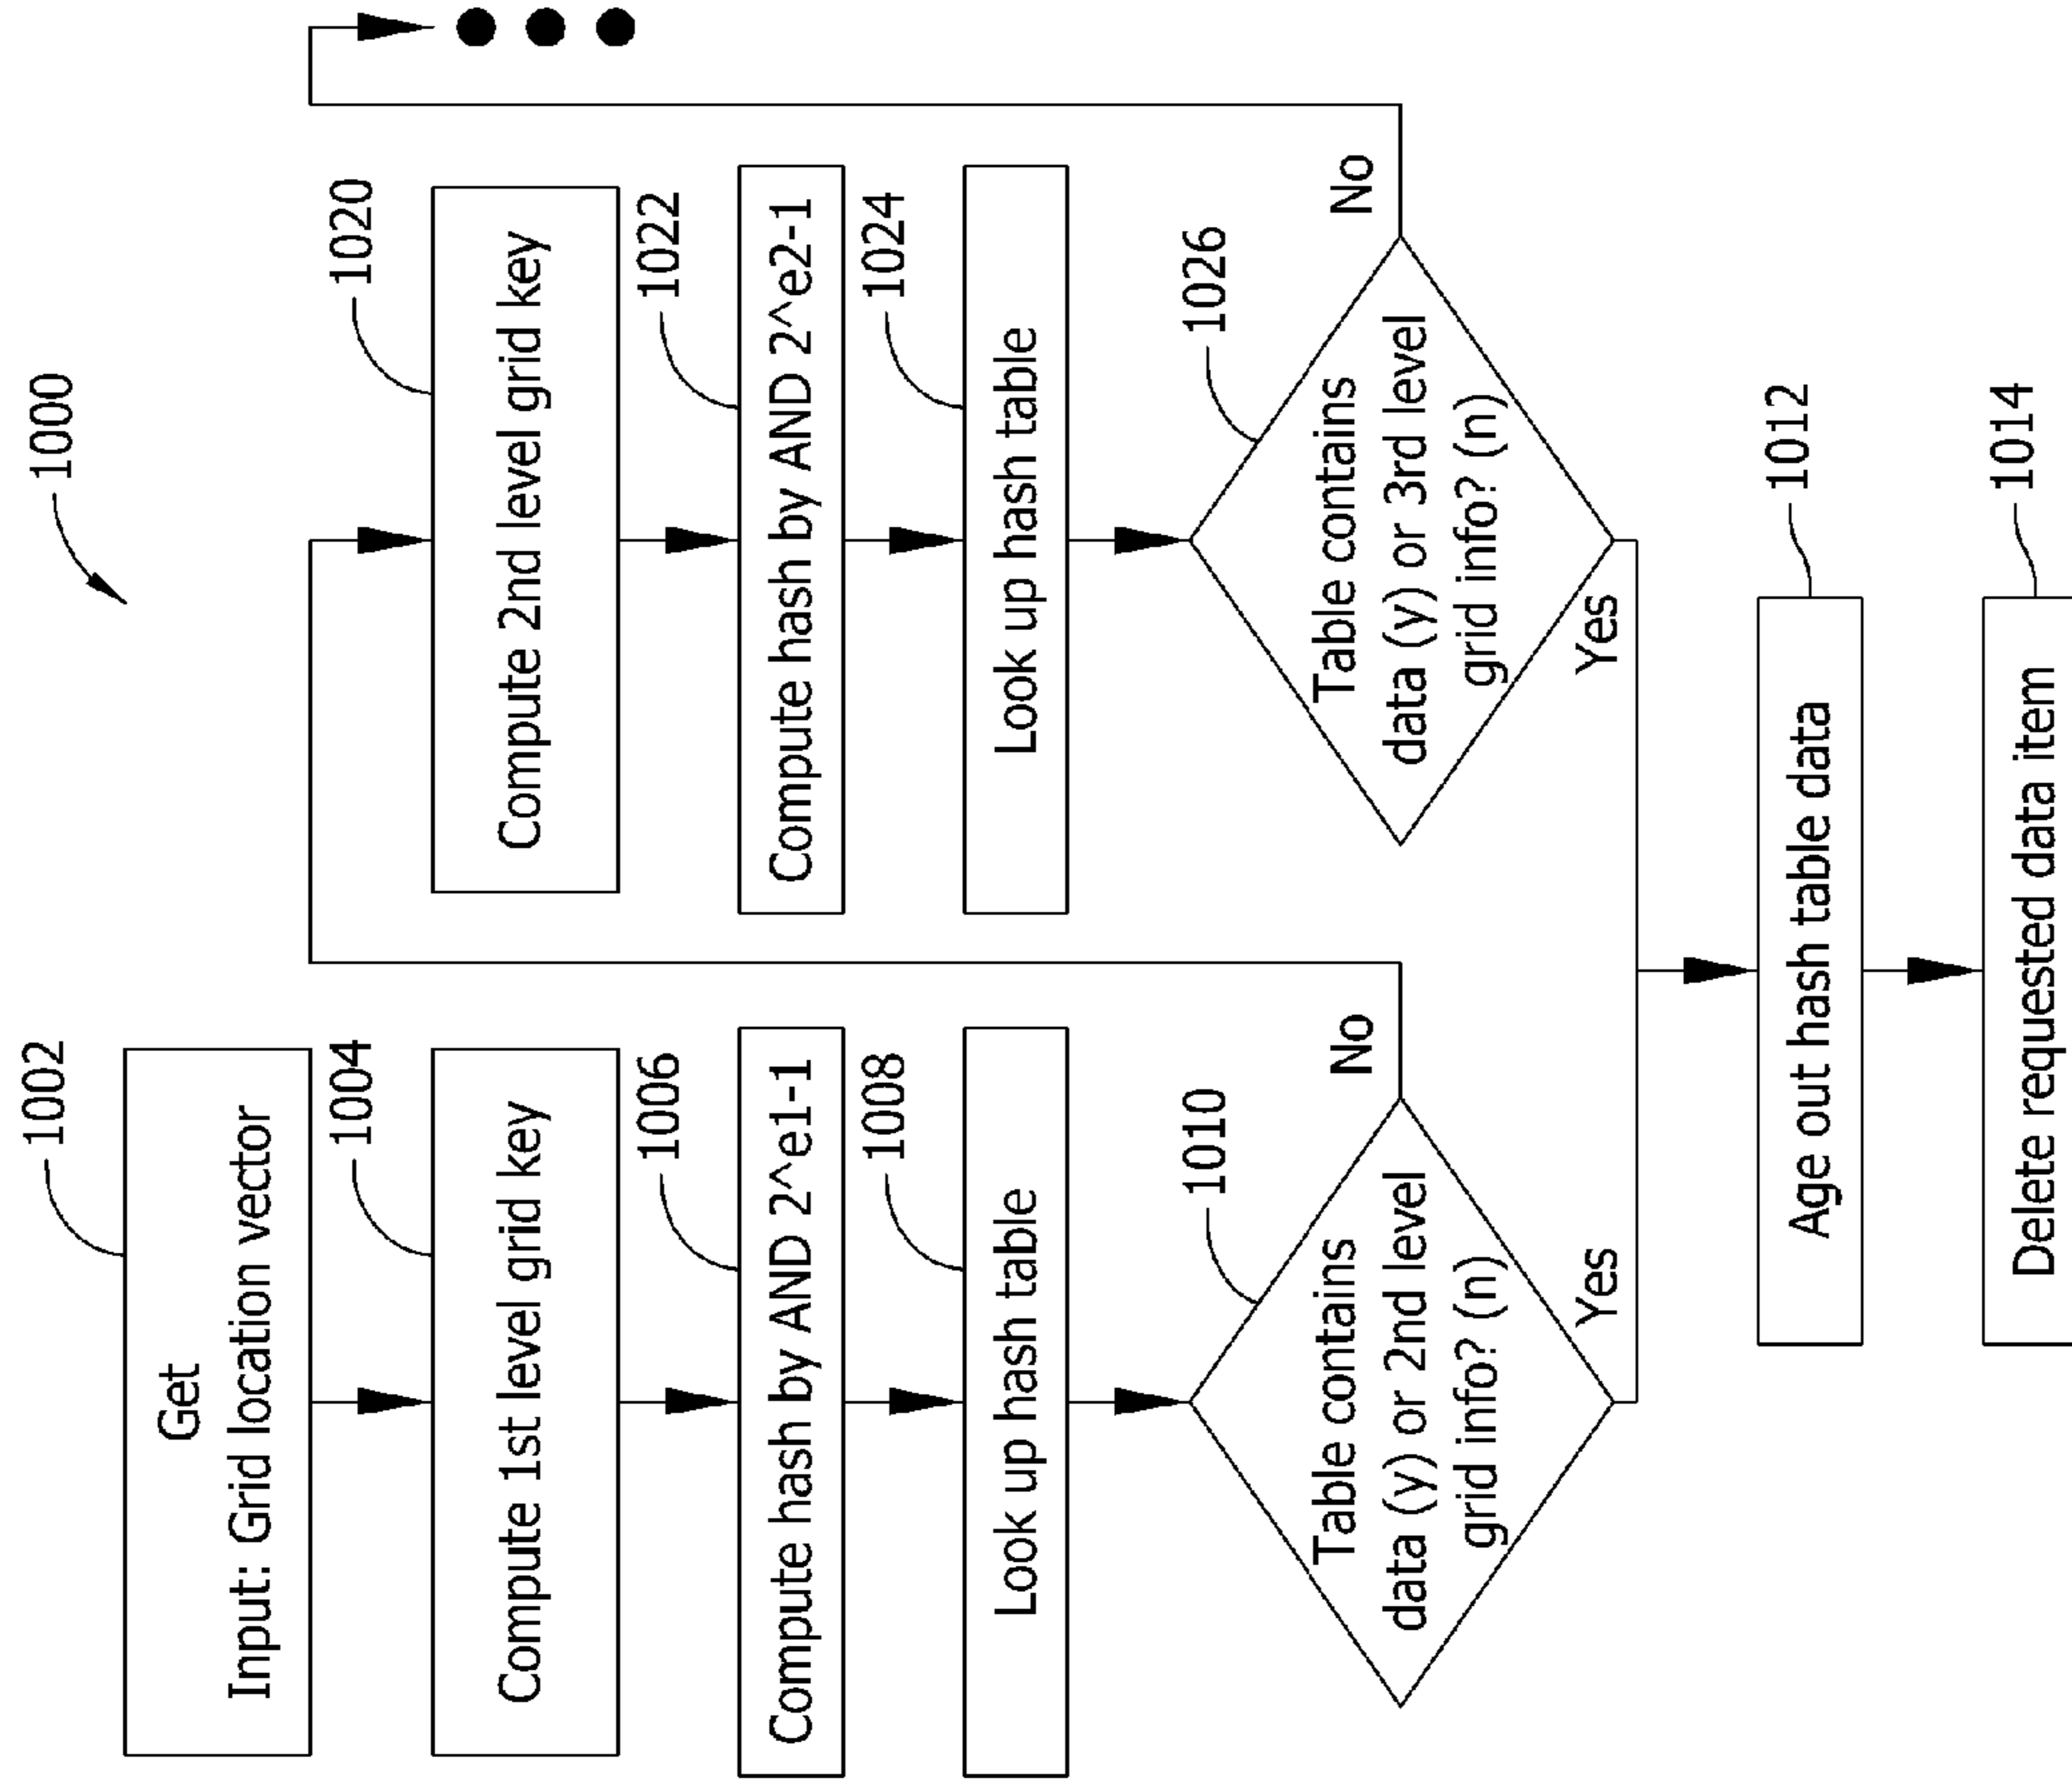 1000
1002
Get
Input: Grid location vector
1004
Compute 1st level grid key
1006
Compute hash by AND 2^e1-1
1008
Look up hash table
1010
Table contains
data (y) or 2nd level
grid info? (n)
No
Yes
1020
Compute 2nd level grid key
1022
Compute hash by AND 2^e2-1
1024
Look up hash table
1026
Table contains
data (y) or 3rd level
grid info? (n)
No
Yes
1012
Age out hash table data
1014
Delete requested data item